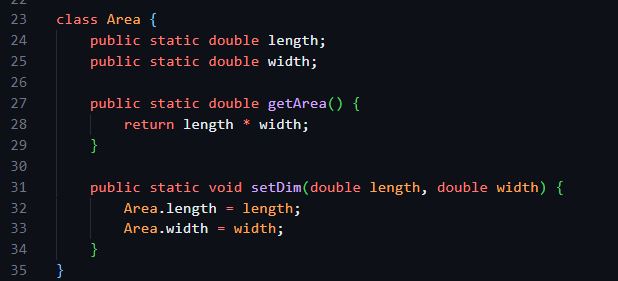 23 class Area {
24     public static double length;
25     public static double width;
26
27     public static double getArea() {
28         return length * width;
29     }
30
31     public static void setDim(double length, double width) {
32         Area.length = length;
33         Area.width = width;
34     }
35 }